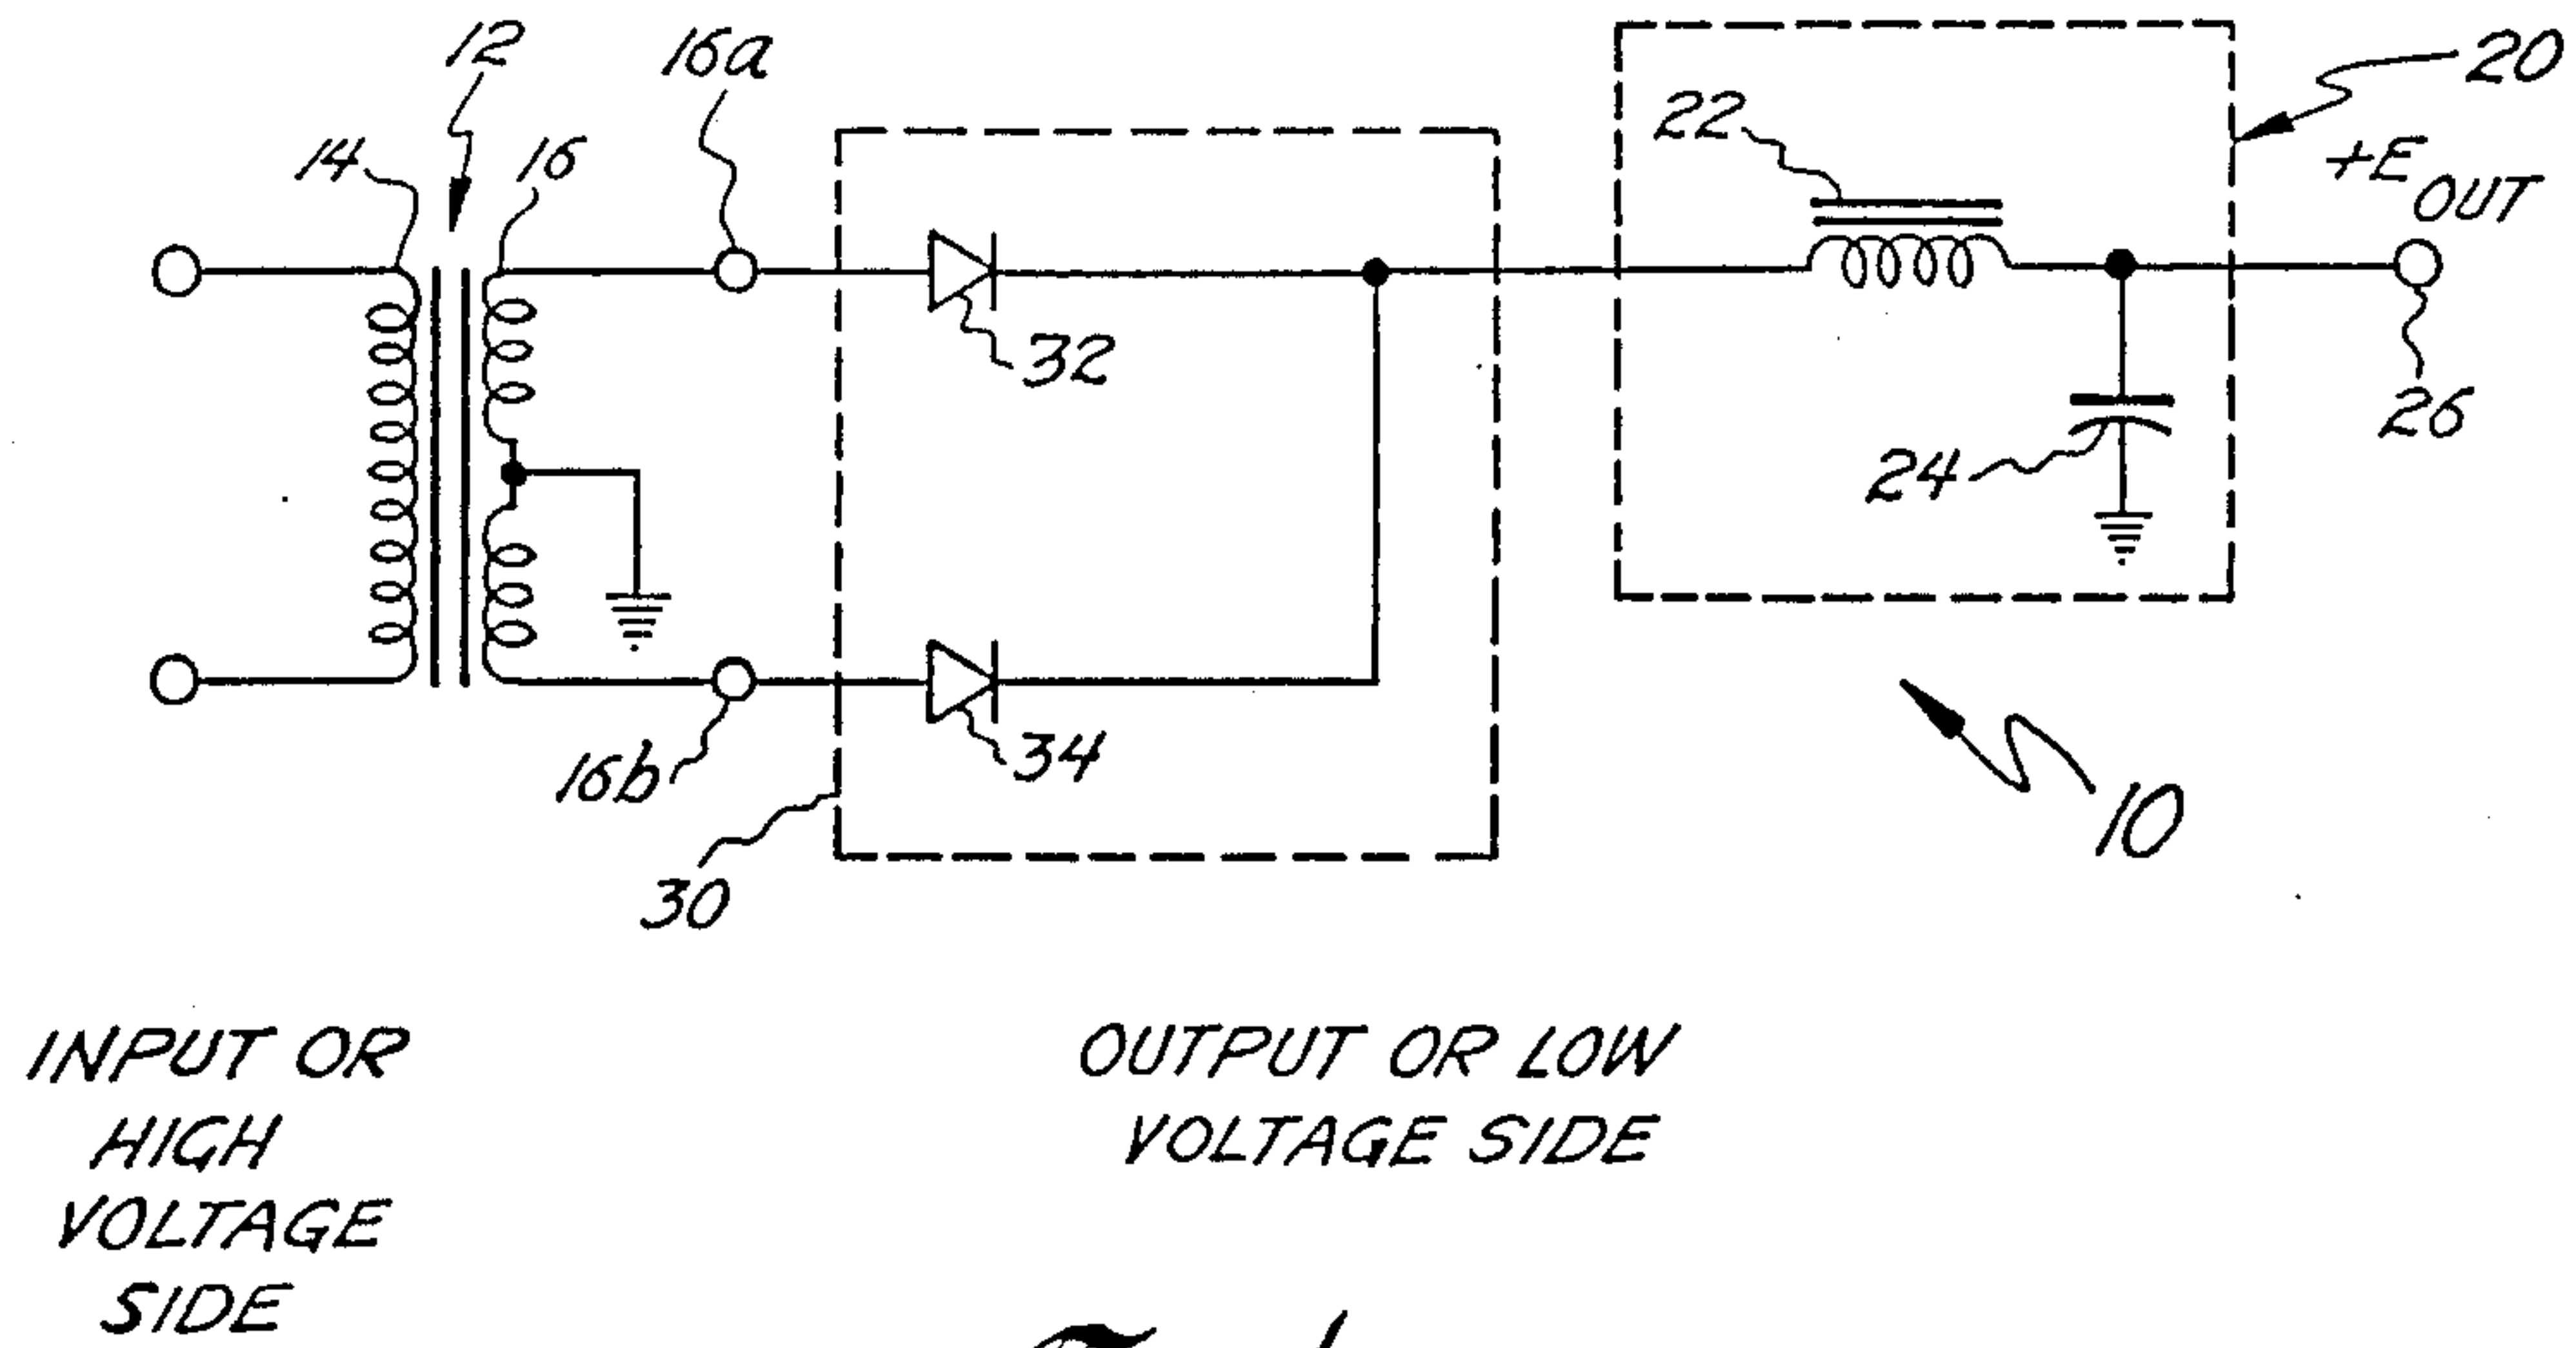 12
16a
20
14
16
22
+E OUT
32
26
24
34
16b
10
30
INPUT OR
HIGH
VOLTAGE
SIDE
OUTPUT OR LOW
VOLTAGE SIDE